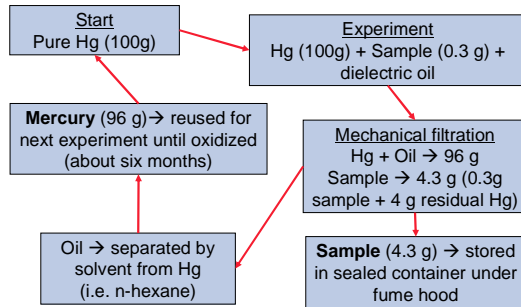 Start
Pure Hg (100g)
Experiment
Hg (100g) + Sample (0.3 g) +
dielectric oil
Mercury (96 g)→ reused for
next experiment until oxidized
(about six months)
Mechanical filtration
Hg + Oil → 96 g
Sample → 4.3 g (0.3g
sample + 4 g residual Hg)
Oil → separated by
solvent from Hg
(i.e. n-hexane)
Sample (4.3 g) → stored
in sealed container under
fume hood